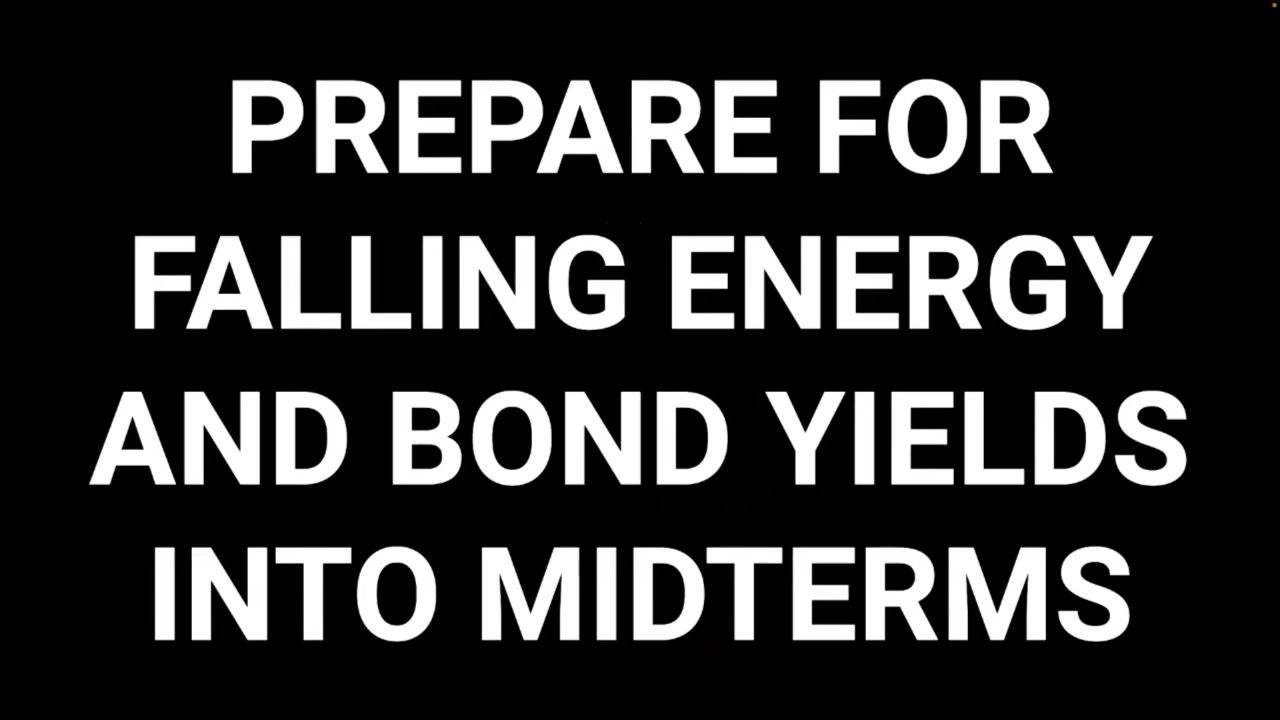 PREPARE FOR
FALLING ENERGY
AND BOND YIELDS
INTO MIDTERMS